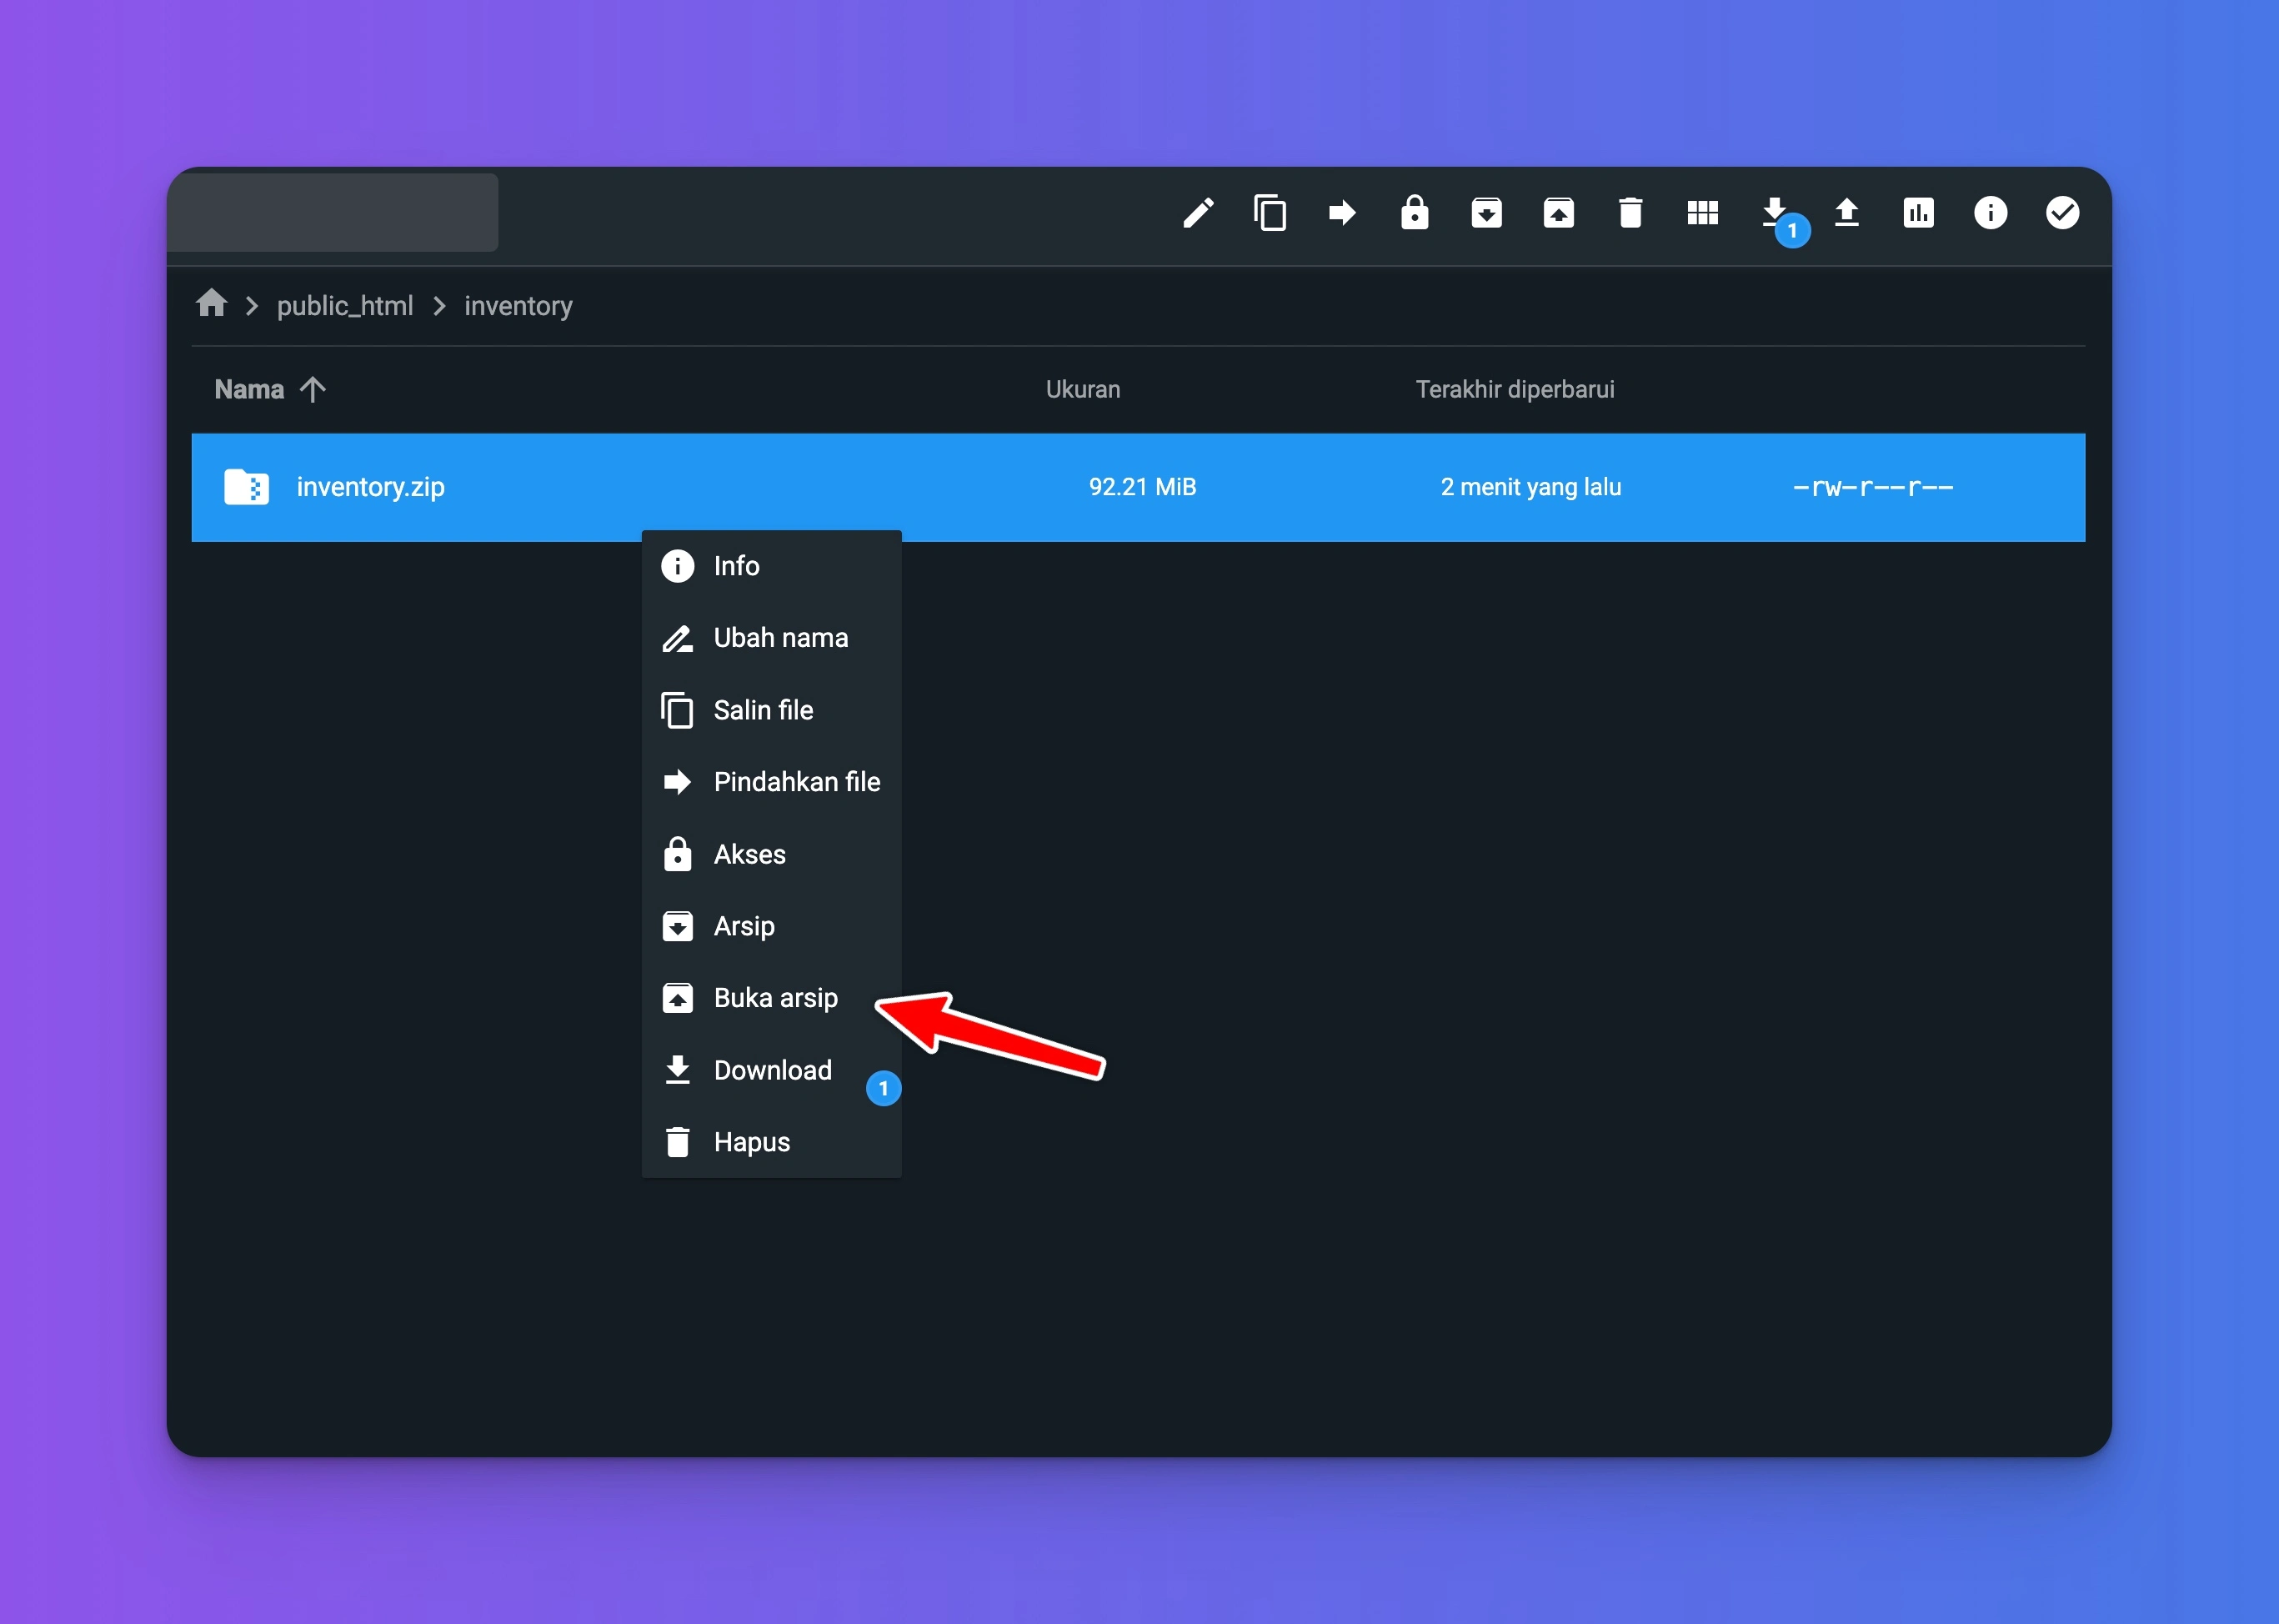 1
public_html inventory
Nama Ukuran Terakhir diperbarui
inventory.zip 92.21 MiB 2 menit yang lalu -rw-r--r--
Info
Ubah nama
Salin file
Pindahkan file
Akses
Arsip
Buka arsip
Download 1
Hapus